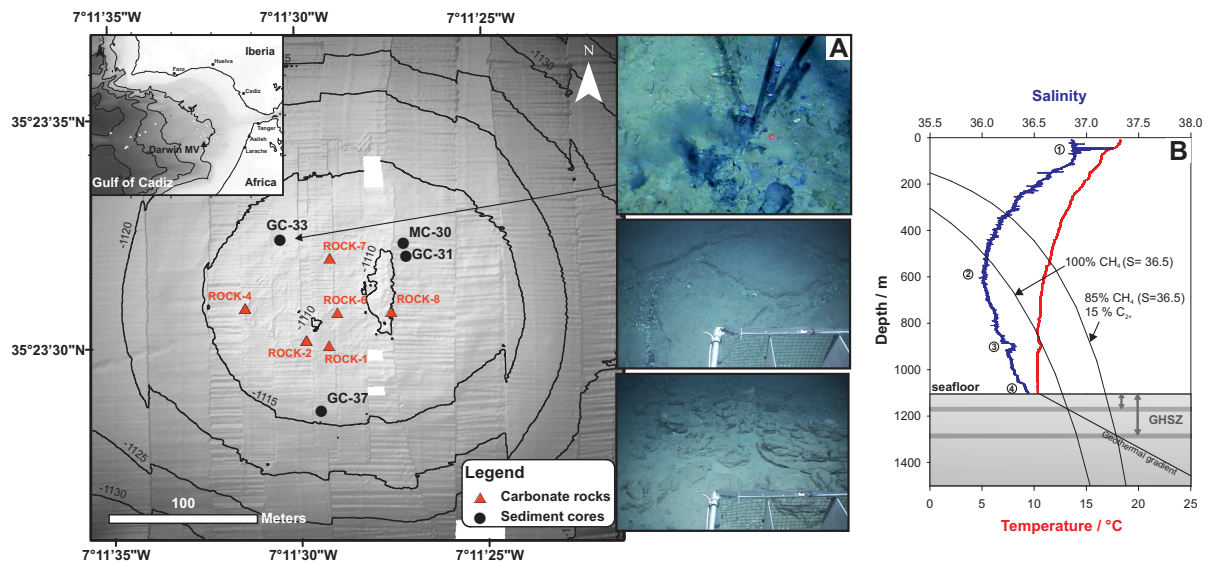 7°11'35"W
7°11'30"W
7°11'25"W
35°23'35"N
35°23'30"N
Iberia
Huelva
Faro
Cadiz
Tanger
Asileh
Larache
Darwin MV
Gulf of Cadiz
Africa
N
-1130
-1125
-1120
-1110
GC-33
MC-30
GC-31
ROCK-7
ROCK-4
ROCK-6
ROCK-8
-1110
ROCK-2
ROCK-1
GC-37
-1115
-1125
-1130
Legend
Carbonate rocks
Sediment cores
100
Meters
7°11'35"W
7°11'30"W
7°11'25"W
A
Salinity
35.5
36.0
36.5
37.0
37.5
38.0
B
0
200
400
600
800
1000
1200
1400
Depth / m
1
2
3
4
100% CH₄ (S= 36.5)
85% CH₄ (S=36.5)
15 % C₂₊
seafloor
GHSZ
Geothermal gradient
0
5
10
15
20
25
Temperature / °C